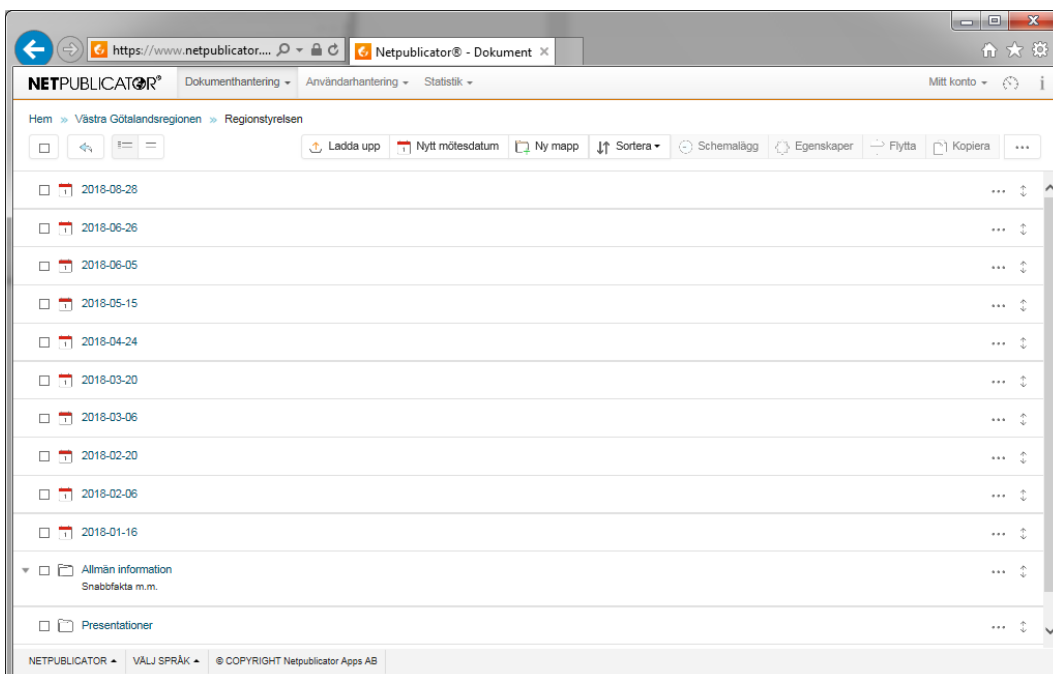 https://www.netpublicator....
Netpublicator® - Dokument
NETPUBLICATOR® Dokumenthantering Användarhantering Statistik Mitt konto
Hem » Västra Götalandsregionen » Regionstyrelsen
Ladda upp Nytt mötesdatum Ny mapp Sortera Schemalägg Egenskaper Flytta Kopiera ...
2018-08-28
2018-06-26
2018-06-05
2018-05-15
2018-04-24
2018-03-20
2018-03-06
2018-02-20
2018-02-06
2018-01-16
Allmän information
Snabbfakta m.m.
Presentationer
NETPUBLICATOR VÄLJ SPRÅK © COPYRIGHT Netpublicator Apps AB